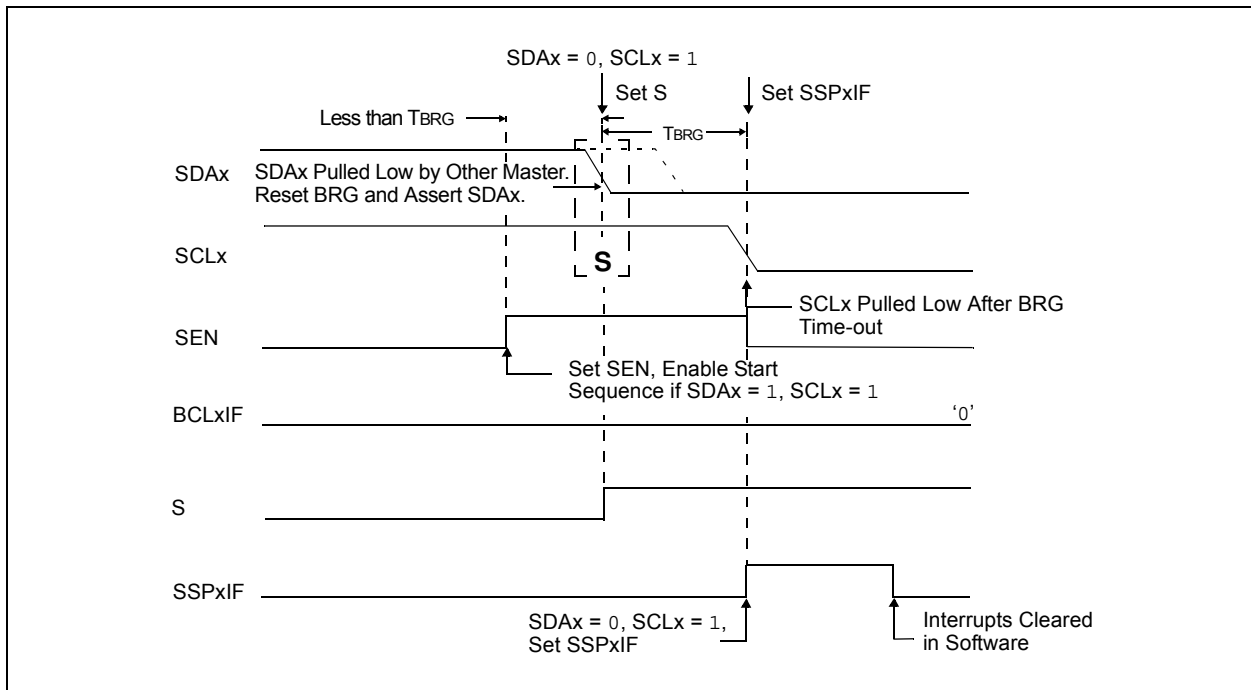 SDAx = 0, SCLx = 1
Set S
Set SSPxIF
Less than TBRG
TBRG
SDAx
SDAx Pulled Low by Other Master.
Reset BRG and Assert SDAx.
SCLx
S
SCLx Pulled Low After BRG
Time-out
SEN
Set SEN, Enable Start
Sequence if SDAx = 1, SCLx = 1
BCLxIF
‘0’
S
SSPxIF
SDAx = 0, SCLx = 1,
Set SSPxIF
Interrupts Cleared
in Software